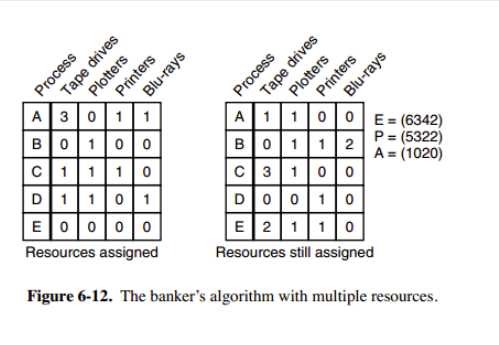 Process Tape drives Plotters Printers Blu-rays
A 3 0 1 1
B 0 1 0 0
C 1 1 1 0
D 1 1 0 1
E 0 0 0 0
Resources assigned
Process Tape drives Plotters Printers Blu-rays
A 1 1 0 0
B 0 1 1 2
C 3 1 0 0
D 0 0 1 0
E 2 1 1 0
Resources still assigned
E = (6342)
P = (5322)
A = (1020)
Figure 6-12. The banker’s algorithm with multiple resources.